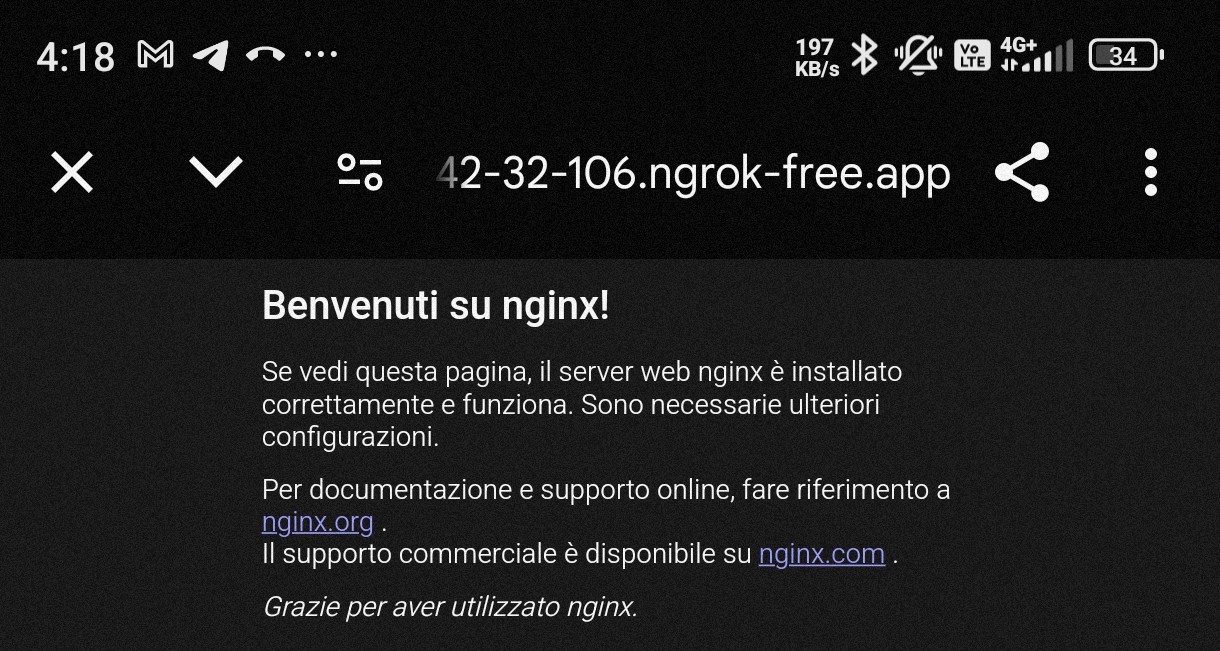 4:18
197
KB/s
Vo
LTE
4G+
34
42-32-106.ngrok-free.app
Benvenuti su nginx!
Se vedi questa pagina, il server web nginx è installato
correttamente e funziona. Sono necessarie ulteriori
configurazioni.
Per documentazione e supporto online, fare riferimento a
nginx.org .
Il supporto commerciale è disponibile su nginx.com .
Grazie per aver utilizzato nginx.